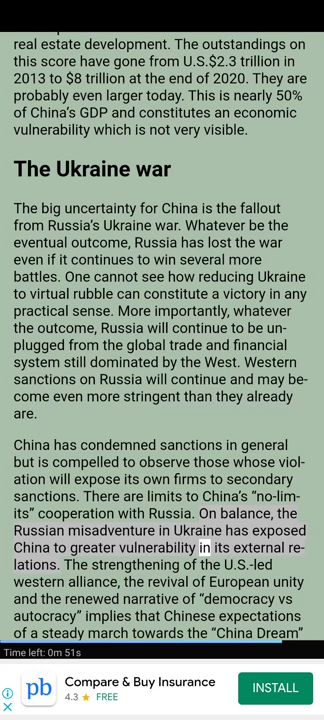 real estate development. The outstandings on
this score have gone from U.S.$2.3 trillion in
2013 to $8 trillion at the end of 2020. They are
probably even larger today. This is nearly 50%
of China's GDP and constitutes an economic
vulnerability which is not very visible.
The Ukraine war
The big uncertainty for China is the fallout
from Russia's Ukraine war. Whatever be the
eventual outcome, Russia has lost the war
even if it continues to win several more
battles. One cannot see how reducing Ukraine
to virtual rubble can constitute a victory in any
practical sense. More importantly, whatever
the outcome, Russia will continue to be un-
plugged from the global trade and financial
system still dominated by the West. Western
sanctions on Russia will continue and may be-
come even more stringent than they already
are.
China has condemned sanctions in general
but is compelled to observe those whose viol-
ation will expose its own firms to secondary
sanctions. There are limits to China's “no-lim-
its” cooperation with Russia. On balance, the
Russian misadventure in Ukraine has exposed
China to greater vulnerability in its external re-
lations. The strengthening of the U.S.-led
western alliance, the revival of European unity
and the renewed narrative of “democracy vs
autocracy” implies that Chinese expectations
of a steady march towards the “China Dream”
Time left: 0m 51s
pb
Compare & Buy Insurance
4.3 ★ FREE
INSTALL